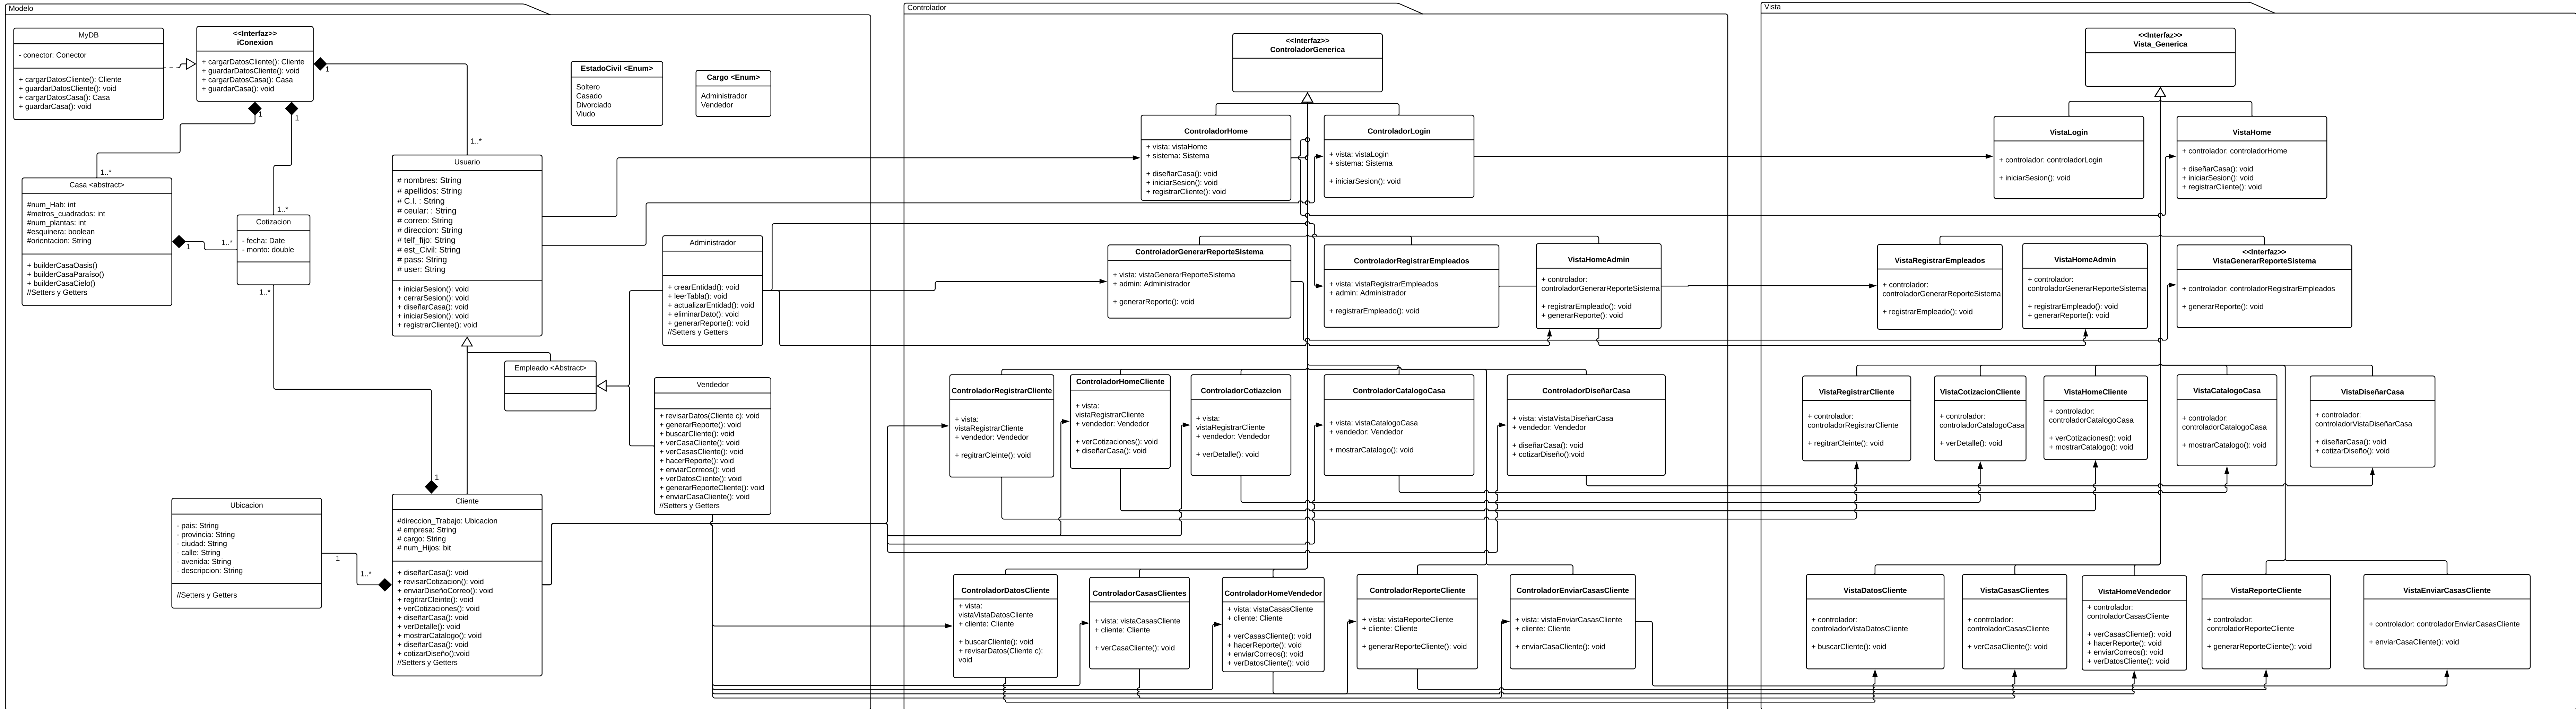 Modelo
MyDB
- conector: Conector
+ cargarDatosCliente(): Cliente
+ guardarDatosCliente(): void
+ cargarDatosCasa(): Casa
+ guardarCasa(): void
<<Interfaz>>
iConexion
+ cargarDatosCliente(): Cliente
+ guardarDatosCliente(): void
+ cargarDatosCasa(): Casa
+ guardarCasa(): void
1
1
1
1..*
1..*
1..*
EstadoCivil <Enum>
Soltero
Casado
Divorciado
Viudo
Cargo <Enum>
Administrador
Vendedor
Casa <abstract>
#num_Hab: int
#metros_cuadrados: int
#num_plantas: int
#esquinera: boolean
#orientacion: String
+ builderCasaOasis()
+ builderCasaParaíso()
+ builderCasaCielo()
//Setters y Getters
1
1..*
Cotizacion
- fecha: Date
- monto: double
1..*
Usuario
# nombres: String
# apellidos: String
# C.I. : String
# ceular: : String
# correo: String
# direccion: String
# telf_fijo: String
# est_Civil: String
# pass: String
# user: String
+ iniciarSesion(): void
+ cerrarSesion(): void
+ diseñarCasa(): void
+ iniciarSesion(): void
+ registrarCliente(): void
Administrador
+ crearEntidad(): void
+ leerTabla(): void
+ actualizarEntidad(): void
+ eliminarDato(): void
+ generarReporte(): void
//Setters y Getters
Empleado <Abstract>
Vendedor
+ revisarDatos(Cliente c): void
+ generarReporte(): void
+ buscarCliente(): void
+ verCasaCliente(): void
+ verCasasCliente(): void
+ hacerReporte(): void
+ enviarCorreos(): void
+ verDatosCliente(): void
+ generarReporteCliente(): void
+ enviarCasaCliente(): void
//Setters y Getters
Ubicacion
- pais: String
- provincia: String
- ciudad: String
- calle: String
- avenida: String
- descripcion: String
//Setters y Getters
1
1..*
1
Cliente
#direccion_Trabajo: Ubicacion
# empresa: String
# cargo: String
# num_Hijos: bit
+ diseñarCasa(): void
+ revisarCotizacion(): void
+ enviarDiseñoCorreo(): void
+ regitrarCleinte(): void
+ verCotizaciones(): void
+ diseñarCasa(): void
+ verDetalle(): void
+ mostrarCatalogo(): void
+ diseñarCasa(): void
+ cotizarDiseño():void
//Setters y Getters
Controlador
<<Interfaz>>
ControladorGenerica
ControladorHome
+ vista: vistaHome
+ sistema: Sistema
+ diseñarCasa(): void
+ iniciarSesion(): void
+ registrarCliente(): void
ControladorLogin
+ vista: vistaLogin
+ sistema: Sistema
+ iniciarSesion(): void
ControladorGenerarReporteSistema
+ vista: vistaGenerarReporteSistema
+ admin: Administrador
+ generarReporte(): void
ControladorRegistrarEmpleados
+ vista: vistaRegistrarEmpleados
+ admin: Administrador
+ registrarEmpleado(): void
VistaHomeAdmin
+ controlador:
controladorGenerarReporteSistema
+ registrarEmpleado(): void
+ generarReporte(): void
ControladorRegistrarCliente
+ vista:
vistaRegistrarCliente
+ vendedor: Vendedor
+ regitrarCleinte(): void
ControladorHomeCliente
+ vista:
vistaRegistrarCliente
+ vendedor: Vendedor
+ verCotizaciones(): void
+ diseñarCasa(): void
ControladorCotiazcion
+ vista:
vistaRegistrarCliente
+ vendedor: Vendedor
+ verDetalle(): void
ControladorCatalogoCasa
+ vista: vistaCatalogoCasa
+ vendedor: Vendedor
+ mostrarCatalogo(): void
ControladorDiseñarCasa
+ vista: vistaVistaDiseñarCasa
+ vendedor: Vendedor
+ diseñarCasa(): void
+ cotizarDiseño():void
ControladorDatosCliente
+ vista:
vistaVistaDatosCliente
+ cliente: Cliente
+ buscarCliente(): void
+ revisarDatos(Cliente c):
void
ControladorCasasClientes
+ vista: vistaCasasCliente
+ cliente: Cliente
+ verCasaCliente(): void
ControladorHomeVendedor
+ vista: vistaCasasCliente
+ cliente: Cliente
+ verCasasCliente(): void
+ hacerReporte(): void
+ enviarCorreos(): void
+ verDatosCliente(): void
ControladorReporteCliente
+ vista: vistaReporteCliente
+ cliente: Cliente
+ generarReporteCliente(): void
ControladorEnviarCasasCliente
+ vista: vistaEnviarCasasCliente
+ cliente: Cliente
+ enviarCasaCliente(): void
Vista
<<Interfaz>>
Vista_Generica
VistaLogin
+ controlador: controladorLogin
+ iniciarSesion(); void
VistaHome
+ controlador: controladorHome
+ diseñarCasa(): void
+ iniciarSesion(): void
+ registrarCliente(): void
VistaRegistrarEmpleados
+ controlador:
controladorGenerarReporteSistema
+ registrarEmpleado(): void
VistaHomeAdmin
+ controlador:
controladorGenerarReporteSistema
+ registrarEmpleado(): void
+ generarReporte(): void
<<Interfaz>>
VistaGenerarReporteSistema
+ controlador: controladorRegistrarEmpleados
+ generarReporte(): void
VistaRegistrarCliente
+ controlador:
controladorRegistrarCliente
+ regitrarCleinte(): void
VistaCotizacionCliente
+ controlador:
controladorCatalogoCasa
+ verDetalle(): void
VistaHomeCliente
+ controlador:
controladorCatalogoCasa
+ verCotizaciones(): void
+ mostrarCatalogo(): void
VistaCatalogoCasa
+ controlador:
controladorCatalogoCasa
+ mostrarCatalogo(): void
VistaDiseñarCasa
+ controlador:
controladorVistaDiseñarCasa
+ diseñarCasa(): void
+ cotizarDiseño(): void
VistaDatosCliente
+ controlador:
controladorVistaDatosCliente
+ buscarCliente(): void
VistaCasasClientes
+ controlador:
controladorCasasCliente
+ verCasaCliente(): void
VistaHomeVendedor
+ controlador:
controladorCasasCliente
+ verCasasCliente(): void
+ hacerReporte(): void
+ enviarCorreos(): void
+ verDatosCliente(): void
VistaReporteCliente
+ controlador:
controladorReporteCliente
+ generarReporteCliente(): void
VistaEnviarCasasCliente
+ controlador: controladorEnviarCasasCliente
+ enviarCasaCliente(): void